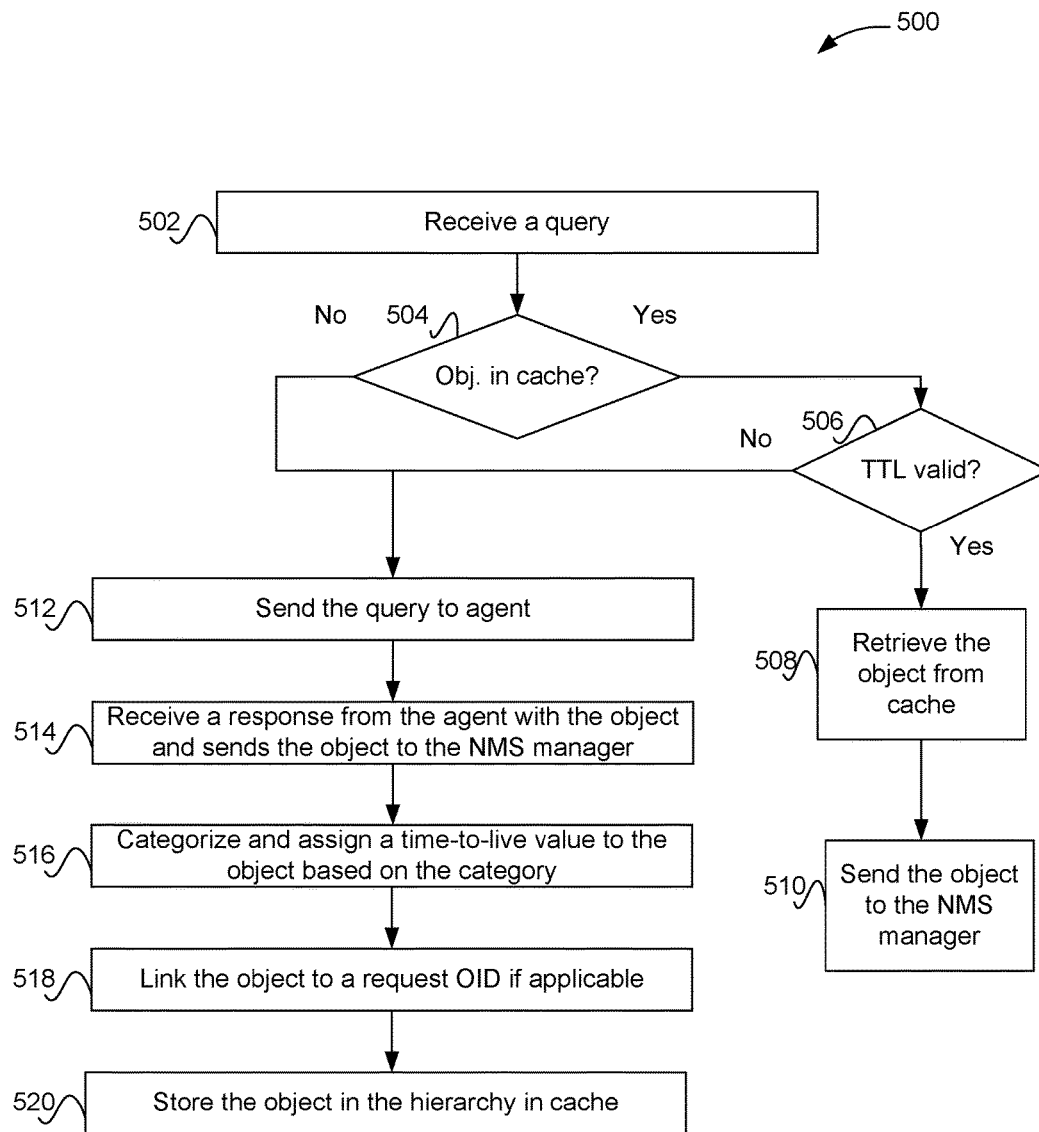 500
502
Receive a query
No
504
Yes
Obj. in cache?
506
No
TTL valid?
Yes
512
Send the query to agent
508
Retrieve the
object from
cache
514
Receive a response from the agent with the object
and sends the object to the NMS manager
516
Categorize and assign a time-to-live value to the
object based on the category
510
Send the object
to the NMS
manager
518
Link the object to a request OID if applicable
520
Store the object in the hierarchy in cache